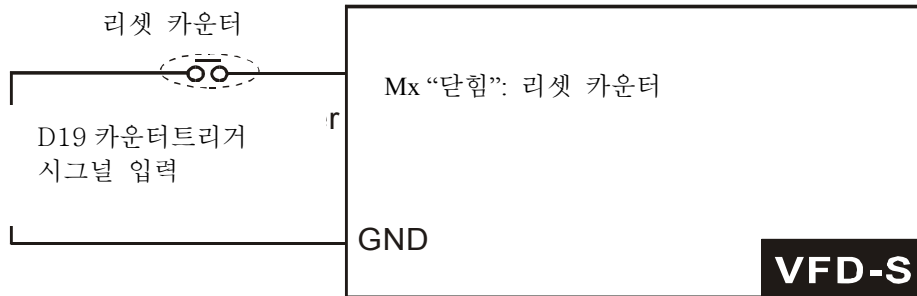 리셋 카운터
Mx “닫힘”: 리셋 카운터
r
D19 카운터트리거
시그널 입력
GND
VFD-S